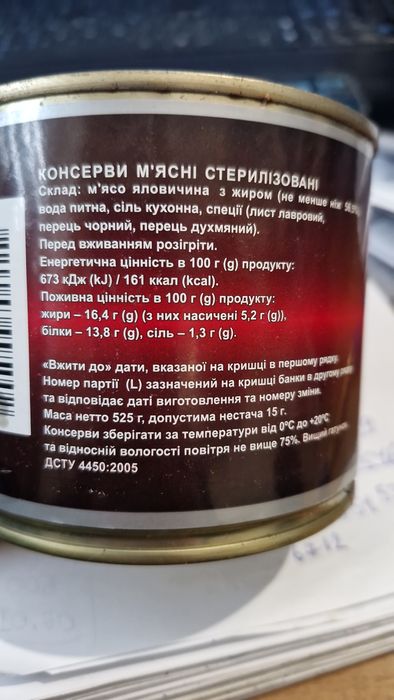 КОНСЕРВИ М'ЯСНІ СТЕРИЛІЗОВАНІ
Склад: м'ясо яловичина з жиром (не менше ніж
вода питна, сіль кухонна, спеції (лист лавровий,
перець чорний, перець духмяний).
Перед вживанням розігріти.
Енергетична цінність в 100 г (g) продукту:
673 кДж (kJ) / 161 ккал (kcal).
Поживна цінність в 100 г (g) продукту:
жири – 16,4 г (g) (з них насичені 5,2 г (g)),
білки – 13,8 г (g), сіль – 1,3 г (g).
«Вжити до» дати, вказаної на кришці в першому рядку.
Номер партії (L) зазначений на кришці банки в другому рядку
та відповідає даті виготовлення та номеру зміни.
Маса нетто 525 г, допустима нестача 15 г.
Консерви зберігати за температури від 0°С до +20°С
та відносній вологості повітря не вище 75%. Вищий ґатунок
ДСТУ 4450:2005
6712